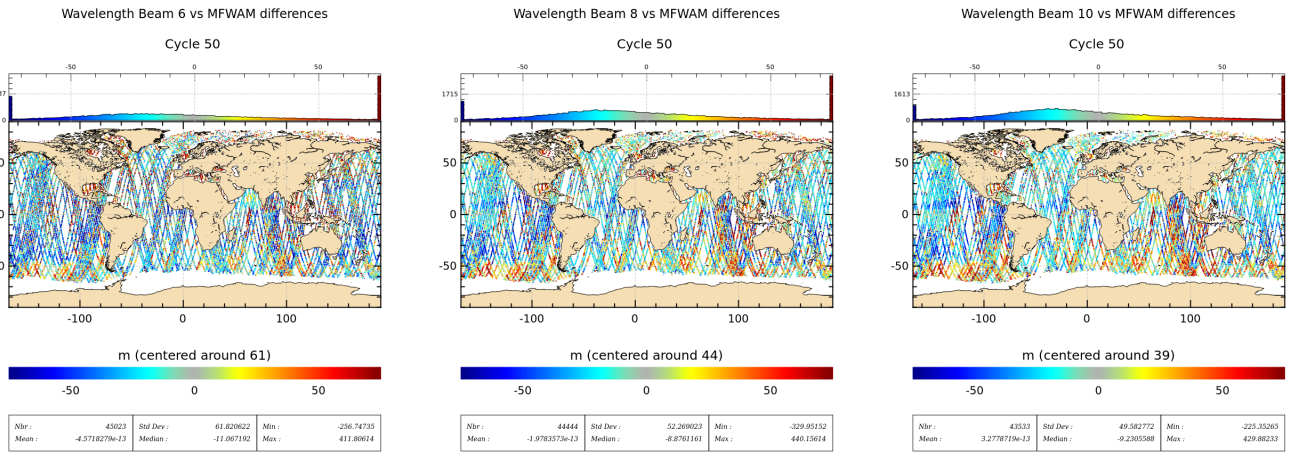 Wavelength Beam 6 vs MFWAM differences
Cycle 50
-50 0 50
0
50
0
-50
-100 0 100
m (centered around 61)
-50 0 50
Nbr : 45023 Std Dev : 61.820622 Min : -256.74735
Mean : -4.5718279e-13 Median : -11.067192 Max : 411.80614
Wavelength Beam 8 vs MFWAM differences
Cycle 50
-50 0 50
1715
0
50
0
-50
-100 0 100
m (centered around 44)
-50 0 50
Nbr : 44444 Std Dev : 52.269023 Min : -329.95152
Mean : -1.9783573e-13 Median : -8.8761161 Max : 440.15614
Wavelength Beam 10 vs MFWAM differences
Cycle 50
-50 0 50
1613
0
50
0
-50
-100 0 100
m (centered around 39)
-50 0 50
Nbr : 43533 Std Dev : 49.582772 Min : -225.35265
Mean : 3.2778719e-13 Median : -9.2305588 Max : 429.88233